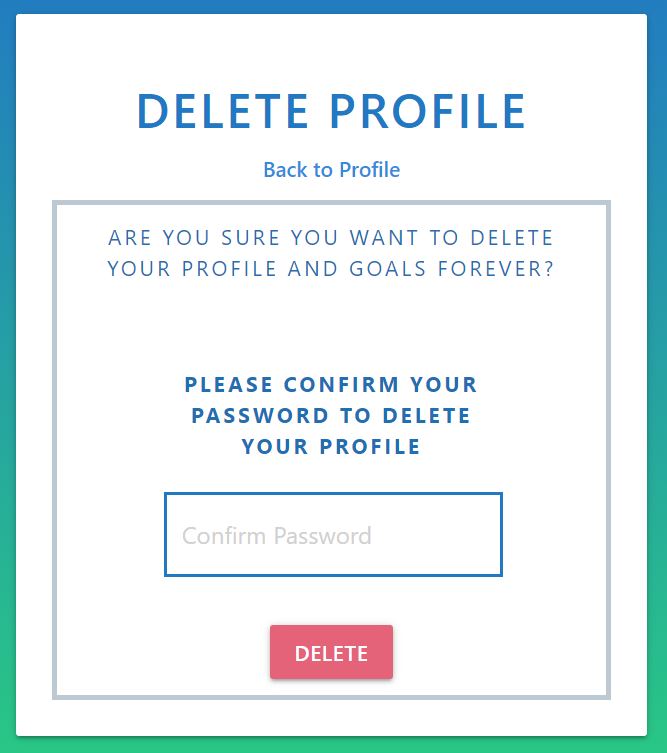 DELETE PROFILE
Back to Profile
ARE YOU SURE YOU WANT TO DELETE
YOUR PROFILE AND GOALS FOREVER?
PLEASE CONFIRM YOUR
PASSWORD TO DELETE
YOUR PROFILE
Confirm Password
DELETE